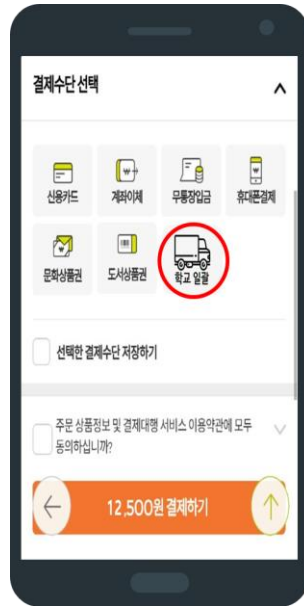 결제수단 선택
신용카드
계좌이체
무통장입금
휴대폰결제
문화상품권
도서상품권
학교 일괄
선택한 결제수단 저장하기
주문 상품정보 및 결제대행 서비스 이용약관에 모두
동의하십니까?
12,500원 결제하기